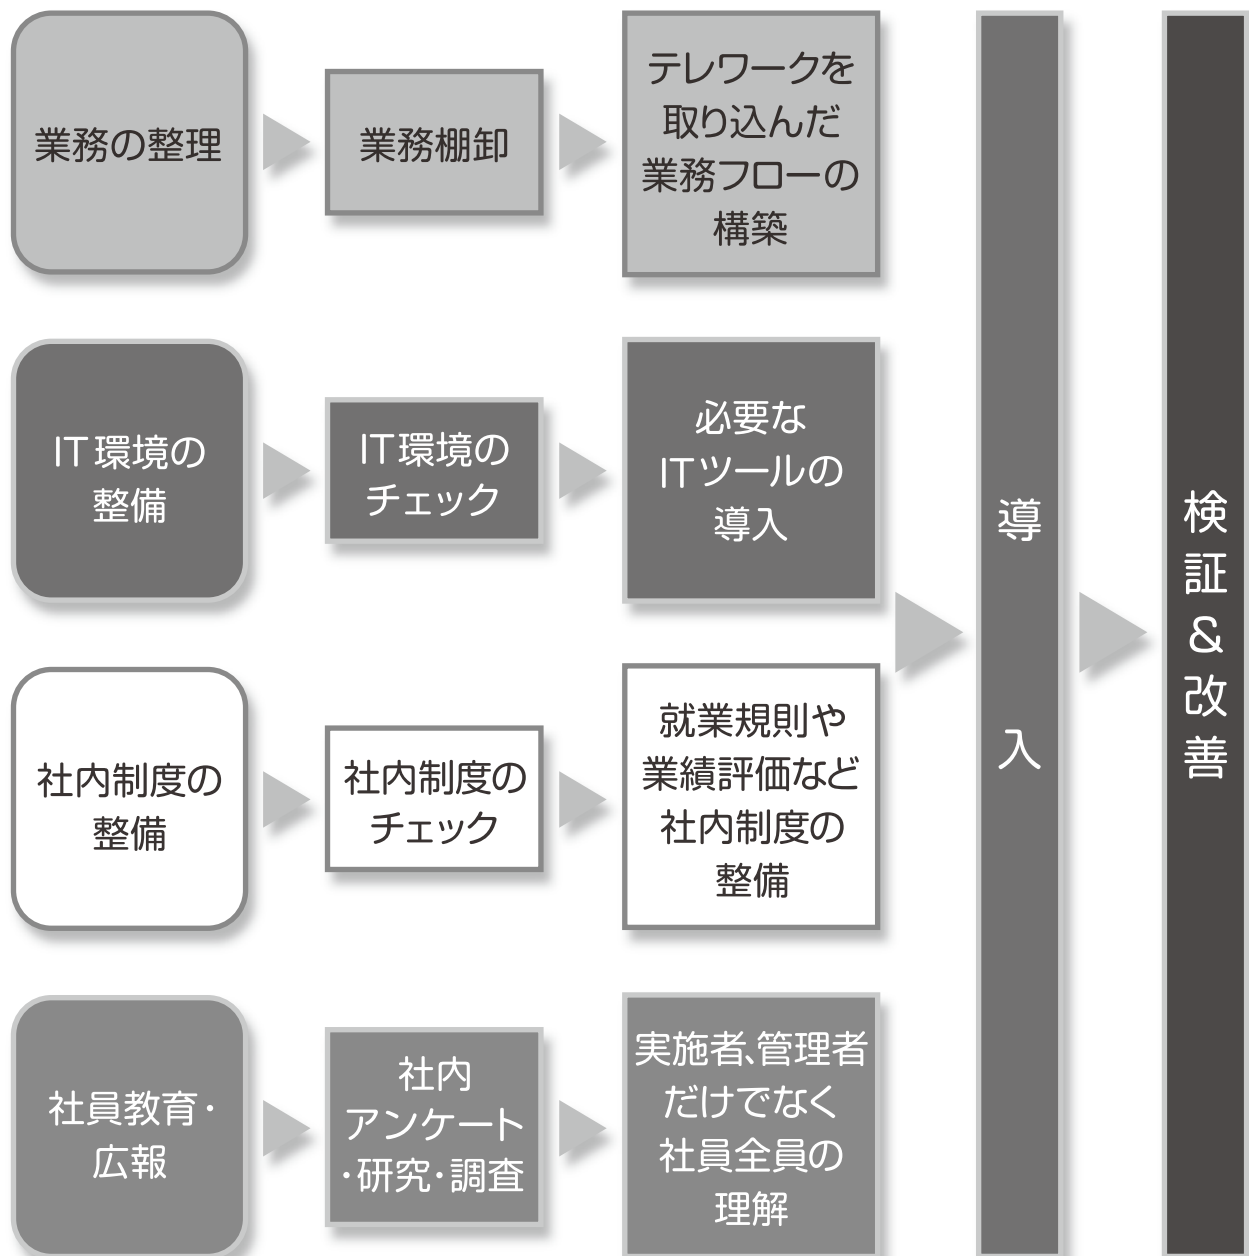 業務の整理
業務棚卸
テレワークを
取り込んだ
業務フローの
構築
IT環境の
整備
IT環境の
チェック
必要な
ITツールの
導入
社内制度の
整備
社内制度の
チェック
就業規則や
業績評価など
社内制度の
整備
社員教育・
広報
社内
アンケート
・研究・調査
実施者、管理者
だけでなく
社員全員の
理解
導入
検証&改善